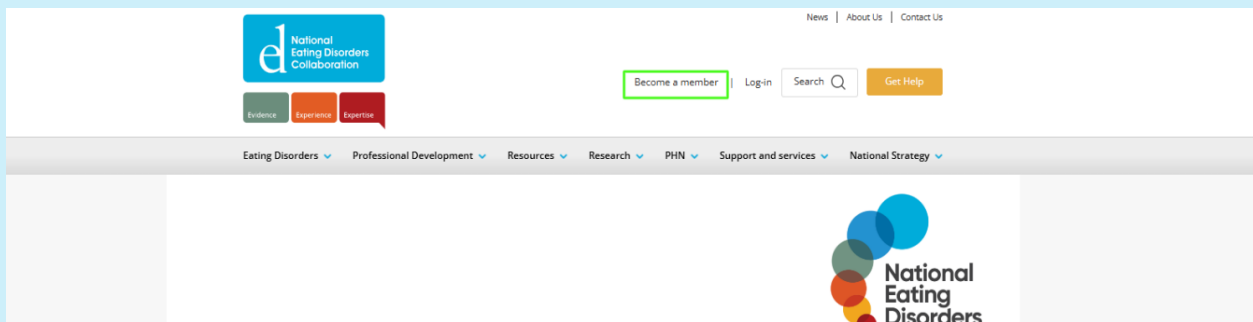 News | About Us | Contact Us
National
Eating Disorders
Collaboration
Become a member | Log-in Search Get Help
Evidence Experience Expertise
Eating Disorders Professional Development Resources Research PHN Support and services National Strategy
National
Eating
Disorders